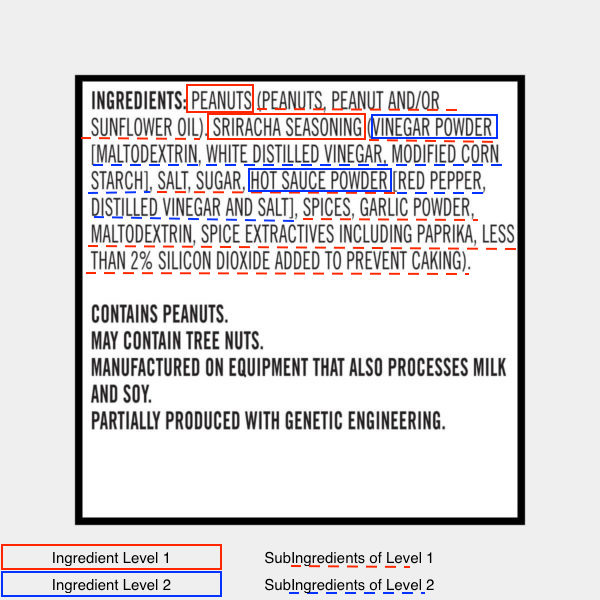 INGREDIENTS: PEANUTS (PEANUTS, PEANUT AND/OR
SUNFLOWER OIL), SRIRACHA SEASONING (VINEGAR POWDER
[MALTODEXTRIN, WHITE DISTILLED VINEGAR, MODIFIED CORN
STARCH], SALT, SUGAR, HOT SAUCE POWDER [RED PEPPER,
DISTILLED VINEGAR AND SALT], SPICES, GARLIC POWDER,
MALTODEXTRIN, SPICE EXTRACTIVES INCLUDING PAPRIKA, LESS
THAN 2% SILICON DIOXIDE ADDED TO PREVENT CAKING).
CONTAINS PEANUTS.
MAY CONTAIN TREE NUTS.
MANUFACTURED ON EQUIPMENT THAT ALSO PROCESSES MILK
AND SOY.
PARTIALLY PRODUCED WITH GENETIC ENGINEERING.
Ingredient Level 1 SubIngredients of Level 1
Ingredient Level 2 SubIngredients of Level 2